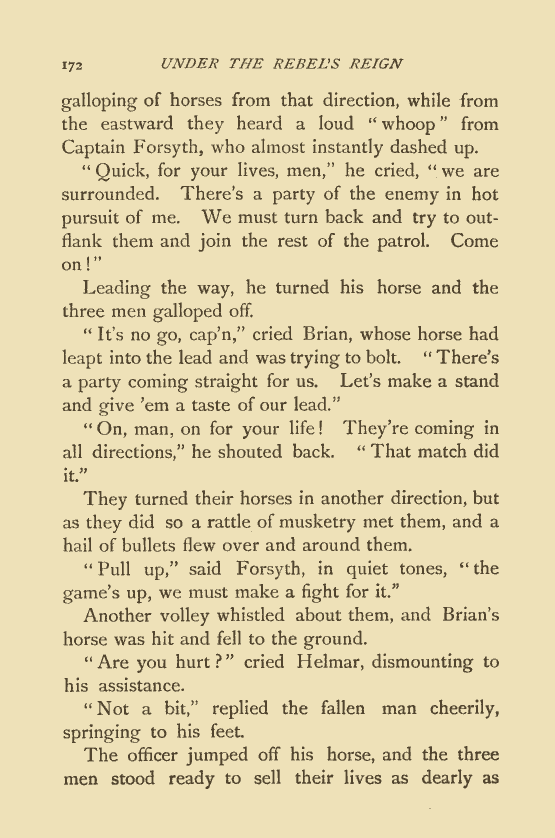 172 UNDER THE REBEL'S REIGN
galloping of horses from that direction, while from
the eastward they heard a loud “whoop” from
Captain Forsyth, who almost instantly dashed up.
“Quick, for your lives, men,” he cried, “we are
surrounded. There's a party of the enemy in hot
pursuit of me. We must turn back and try to out-
flank them and join the rest of the patrol. Come
on!”
Leading the way, he turned his horse and the
three men galloped off.
“It's no go, cap'n,” cried Brian, whose horse had
leapt into the lead and was trying to bolt. “There's
a party coming straight for us. Let's make a stand
and give 'em a taste of our lead.”
“On, man, on for your life! They're coming in
all directions,” he shouted back. “That match did
it.”
They turned their horses in another direction, but
as they did so a rattle of musketry met them, and a
hail of bullets flew over and around them.
“Pull up,” said Forsyth, in quiet tones, “the
game's up, we must make a fight for it.”
Another volley whistled about them, and Brian's
horse was hit and fell to the ground.
“Are you hurt?” cried Helmar, dismounting to
his assistance.
“Not a bit,” replied the fallen man cheerily,
springing to his feet.
The officer jumped off his horse, and the three
men stood ready to sell their lives as dearly as